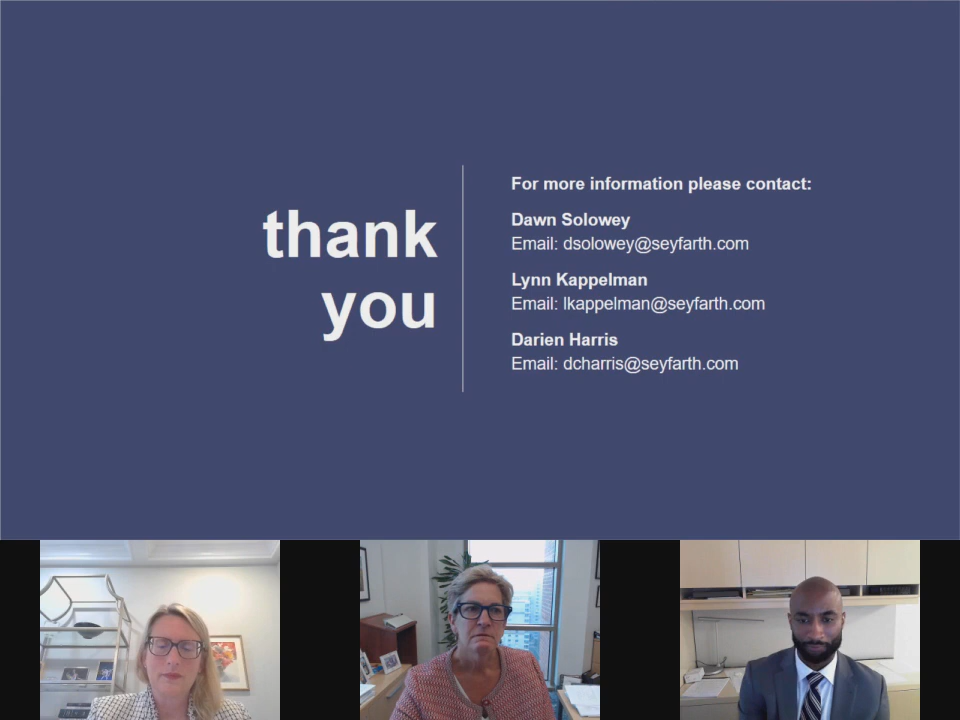 thank
you
For more information please contact:
Dawn Solowey
Email: dsolowey@seyfarth.com
Lynn Kappelman
Email: lkappelman@seyfarth.com
Darien Harris
Email: dcharris@seyfarth.com